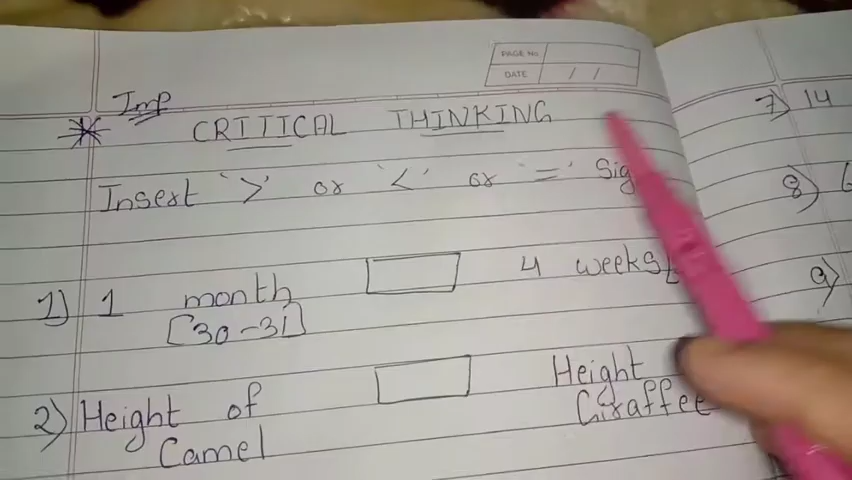 PAGE No
DATE / /
Imp
CRITICAL THINKING
Insert '>' or '<' or '=' Sig
1) 1 month 4 weeks
[30-31]
2) Height of Height
Camel Giraffee
7) 14
8)
9)